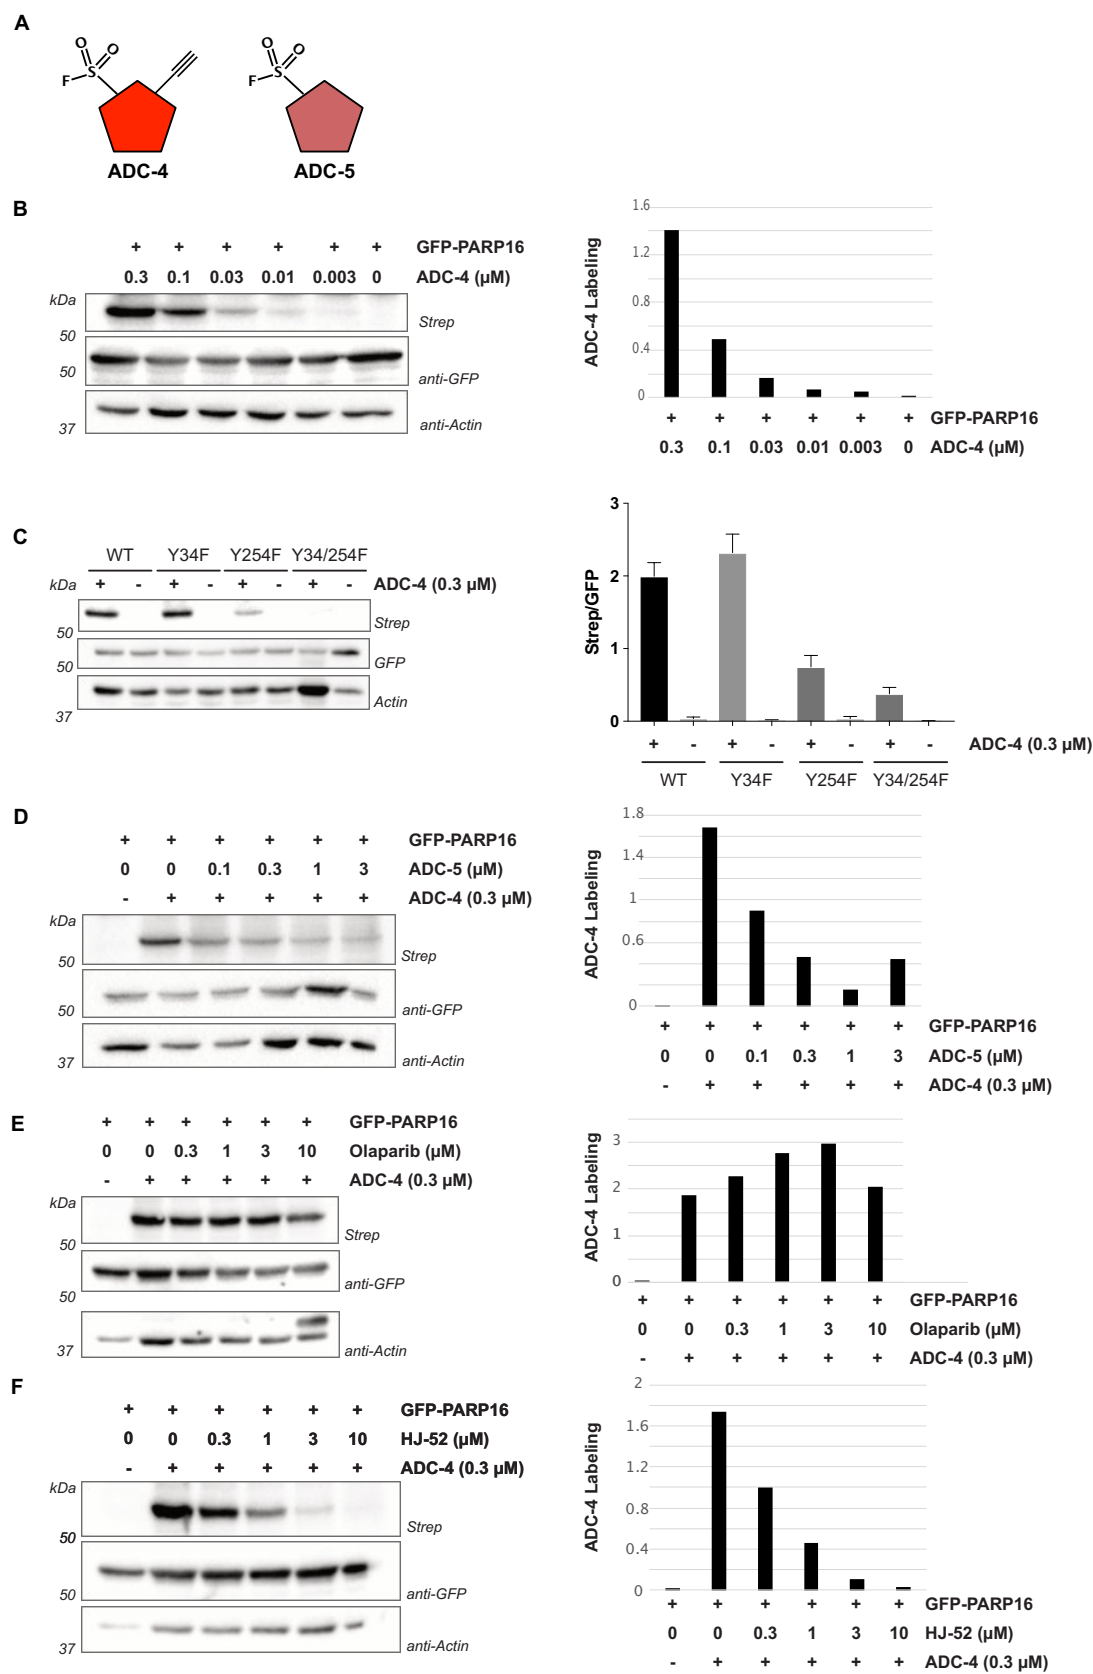 A
O O F S
O O F S
ADC-4 ADC-5
B
+ + + + + + GFP-PARP16
0.3 0.1 0.03 0.01 0.003 0 ADC-4 (µM)
kDa
Strep
50
anti-GFP
50
anti-Actin
37
ADC-4 Labeling
1.6
1.2
0.8
0.4
0
+ + + + + + GFP-PARP16
0.3 0.1 0.03 0.01 0.003 0 ADC-4 (µM)
C
WT Y34F Y254F Y34/254F
kDa + - + - + - + - ADC-4 (0.3 µM)
Strep
50
GFP
50
Actin
37
Strep/GFP
3
2
1
0
+ - + - + - + - ADC-4 (0.3 µM)
WT Y34F Y254F Y34/254F
D
+ + + + + + GFP-PARP16
0 0 0.1 0.3 1 3 ADC-5 (µM)
- + + + + + ADC-4 (0.3 µM)
kDa
Strep
50
anti-GFP
50
anti-Actin
37
ADC-4 Labeling
1.8
1.4
1
0.6
0
+ + + + + + GFP-PARP16
0 0 0.1 0.3 1 3 ADC-5 (µM)
- + + + + + ADC-4 (0.3 µM)
E
+ + + + + + GFP-PARP16
0 0 0.3 1 3 10 Olaparib (µM)
- + + + + + ADC-4 (0.3 µM)
kDa
Strep
50
anti-GFP
50
anti-Actin
37
ADC-4 Labeling
3
2
1
0
+ + + + + + GFP-PARP16
0 0 0.3 1 3 10 Olaparib (µM)
- + + + + + ADC-4 (0.3 µM)
F
+ + + + + + GFP-PARP16
0 0 0.3 1 3 10 HJ-52 (µM)
- + + + + + ADC-4 (0.3 µM)
kDa
Strep
50
anti-GFP
50
anti-Actin
37
ADC-4 Labeling
2
1.6
1.2
0.8
0.4
0
+ + + + + + GFP-PARP16
0 0 0.3 1 3 10 HJ-52 (µM)
- + + + + + ADC-4 (0.3 µM)